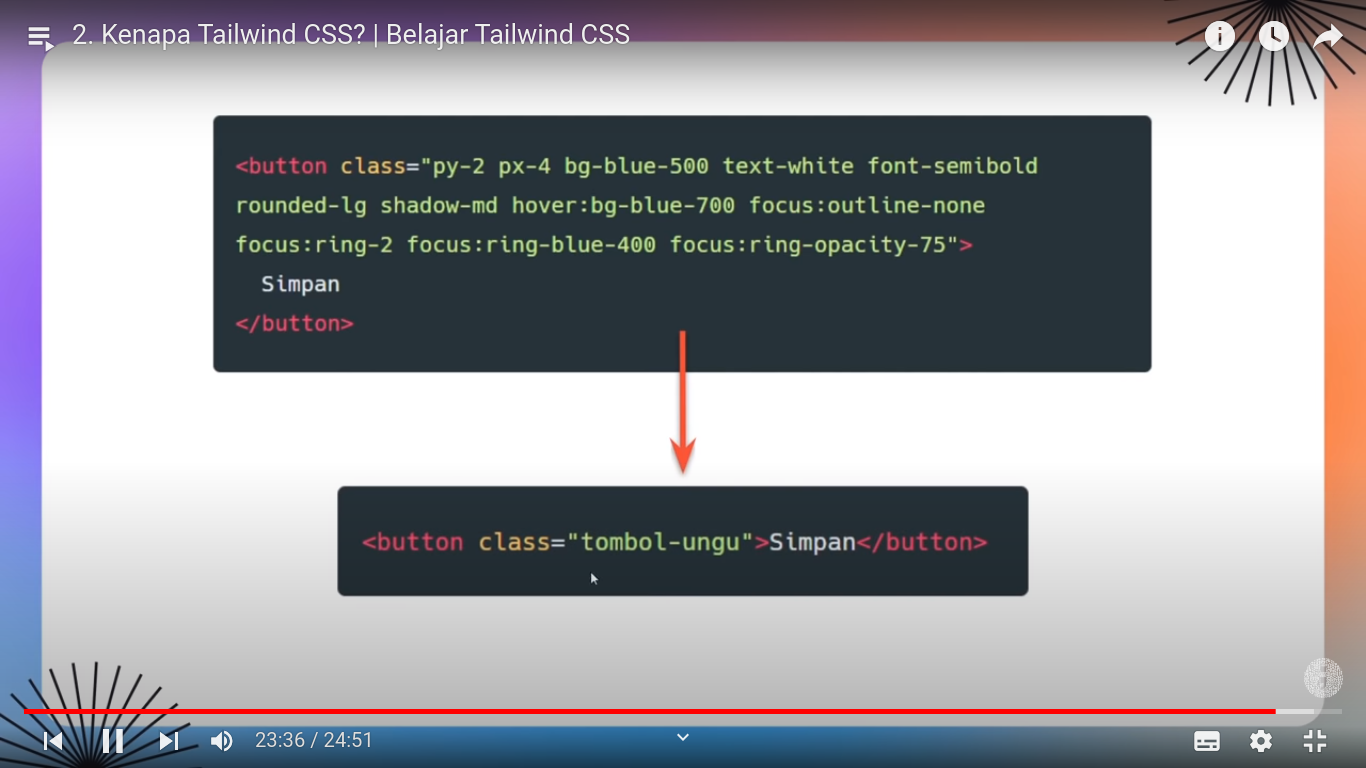 2. Kenapa Tailwind CSS? | Belajar Tailwind CSS
<button class="py-2 px-4 bg-blue-500 text-white font-semibold
rounded-lg shadow-md hover:bg-blue-700 focus:outline-none
focus:ring-2 focus:ring-blue-400 focus:ring-opacity-75">
Simpan
</button>
<button class="tombol-ungu">Simpan</button>
23:36 / 24:51